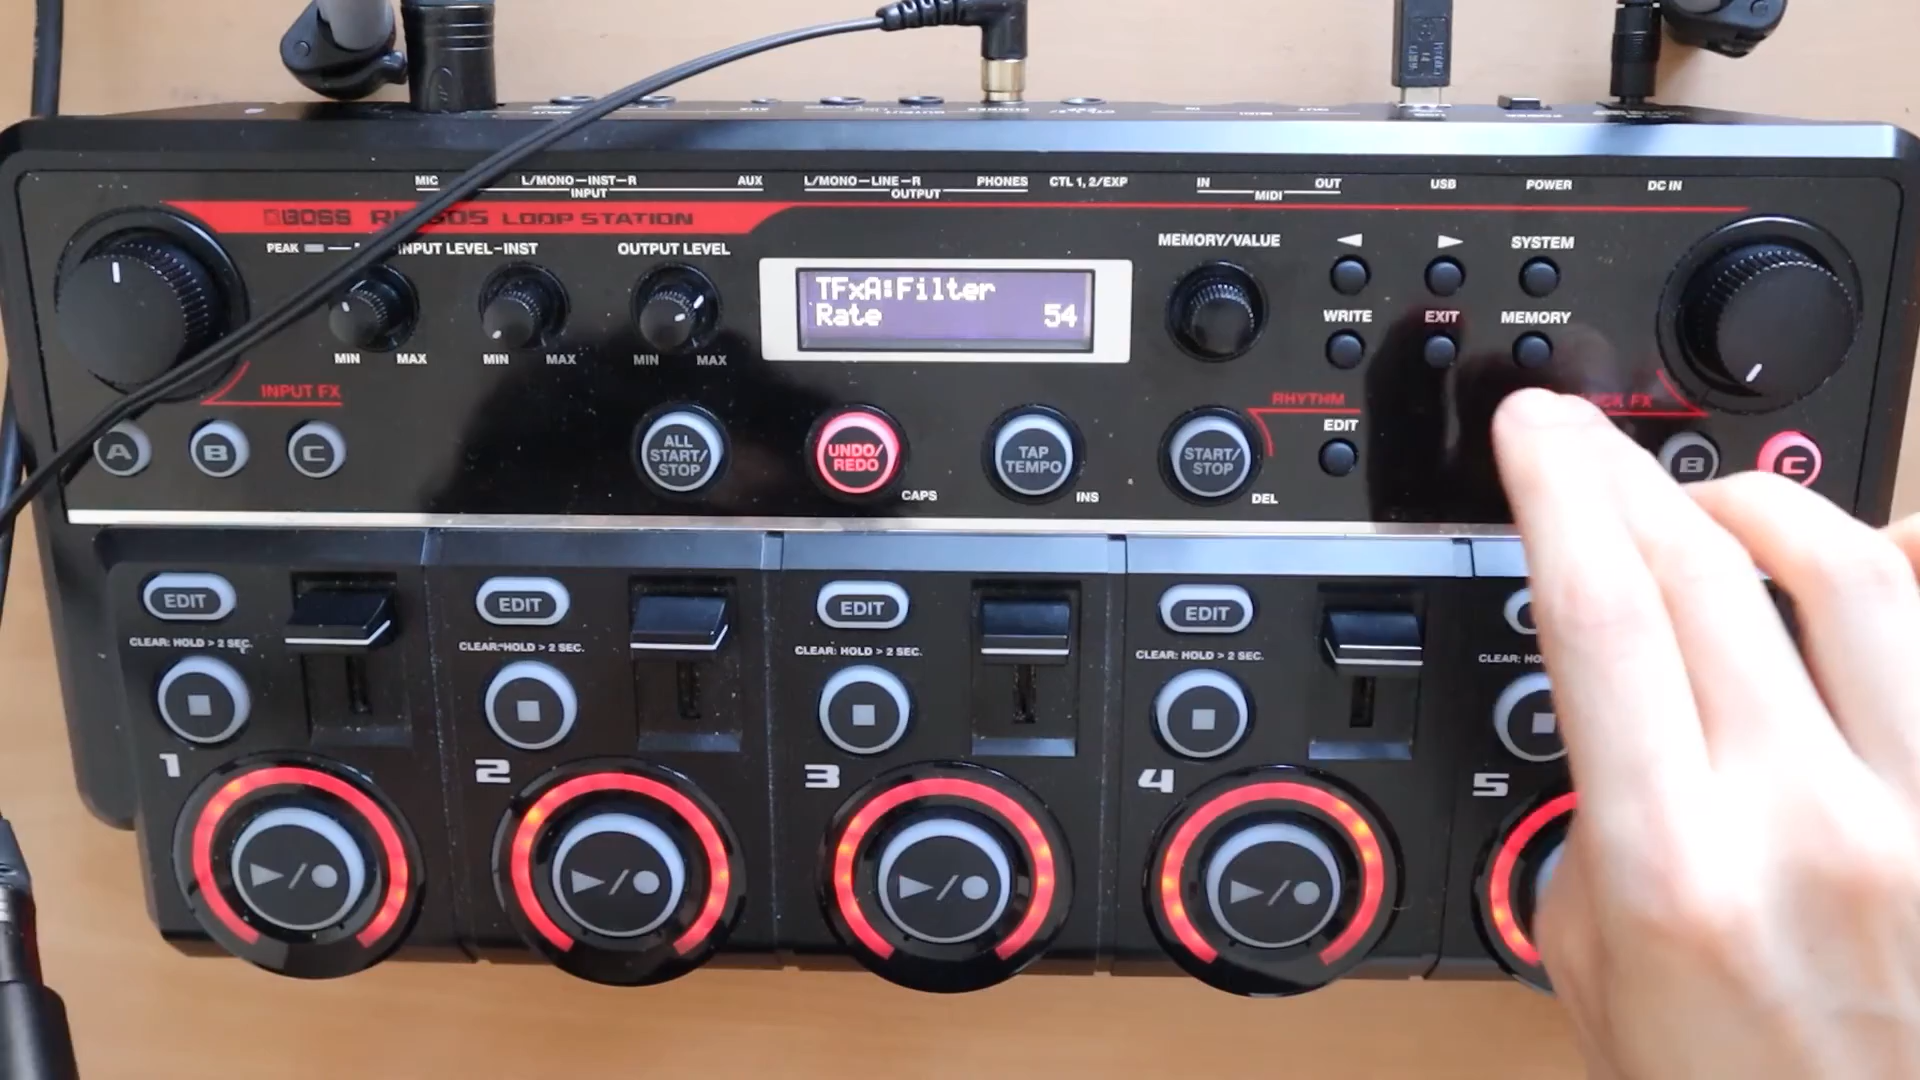 MIC L/MONO—INST—R AUX L/MONO—LINE—R PHONES CTL 1, 2/EXP IN OUT USB POWER DC IN
INPUT OUTPUT MIDI
BOSS LOOP STATION
PEAK INPUT LEVEL-INST OUTPUT LEVEL MEMORY/VALUE SYSTEM
TFxA:Filter
Rate 54
WRITE EXIT MEMORY
MIN MAX MIN MAX MIN MAX
INPUT FX RHYTHM FX
A B C
ALL START/STOP
UNDO/REDO
CAPS
TAP TEMPO
INS
START/STOP
DEL
EDIT
B C
EDIT EDIT EDIT EDIT
CLEAR: HOLD > 2 SEC. CLEAR: HOLD > 2 SEC. CLEAR: HOLD > 2 SEC. CLEAR: HOLD > 2 SEC. CLEAR:
1 2 3 4 5